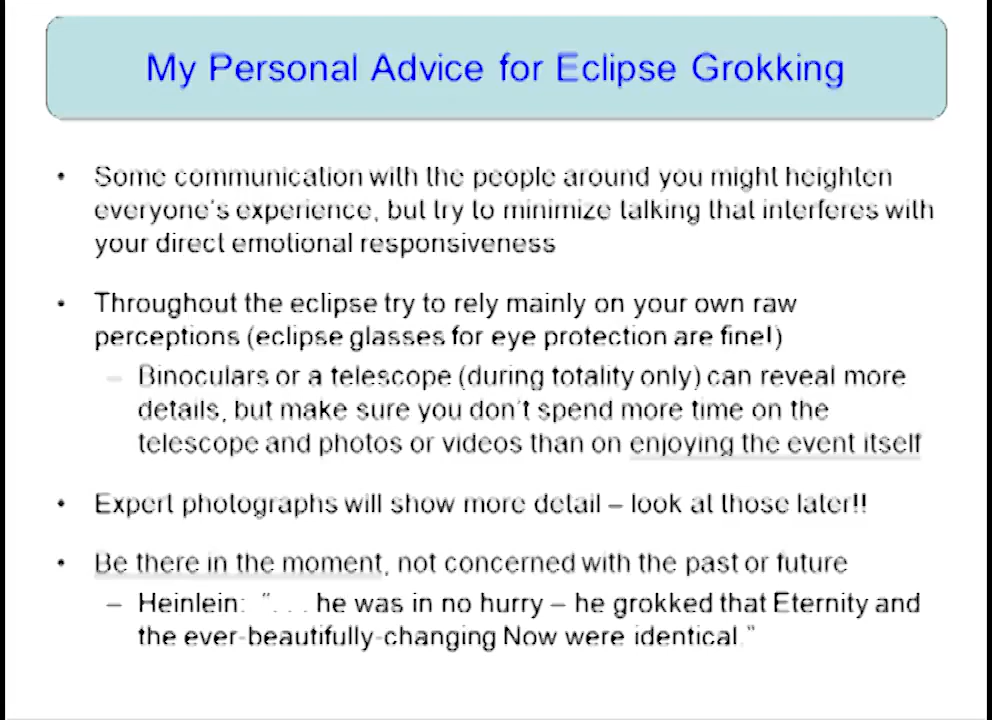 My Personal Advice for Eclipse Grokking
• Some communication with the people around you might heighten
everyone's experience, but try to minimize talking that interferes with
your direct emotional responsiveness
• Throughout the eclipse try to rely mainly on your own raw
perceptions (eclipse glasses for eye protection are fine!)
– Binoculars or a telescope (during totality only) can reveal more
details, but make sure you don't spend more time on the
telescope and photos or videos than on enjoying the event itself
• Expert photographs will show more detail – look at those later!!
• Be there in the moment, not concerned with the past or future
– Heinlein: "... he was in no hurry – he grokked that Eternity and
the ever-beautifully-changing Now were identical."